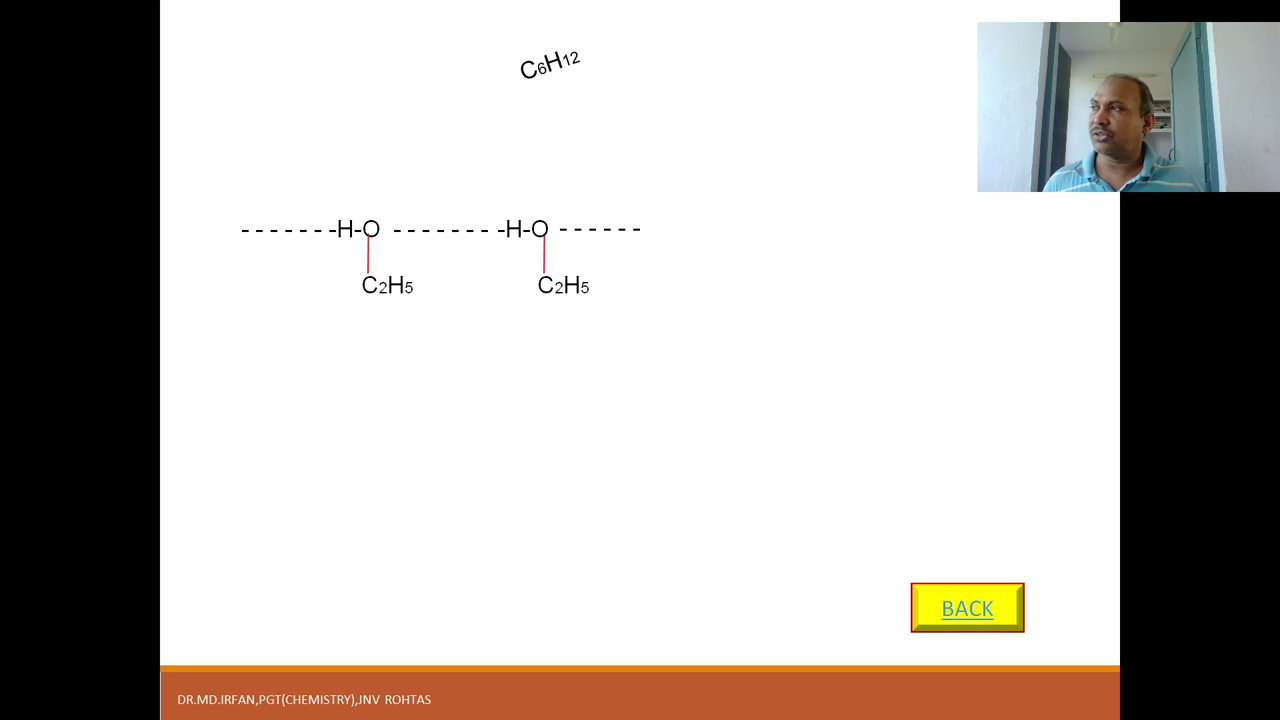 C6H12
- - - - - - - -H-O - - - - - - - -H-O - - - - - -
C2H5 C2H5
BACK
DR.MD.IRFAN,PGT(CHEMISTRY),JNV ROHTAS